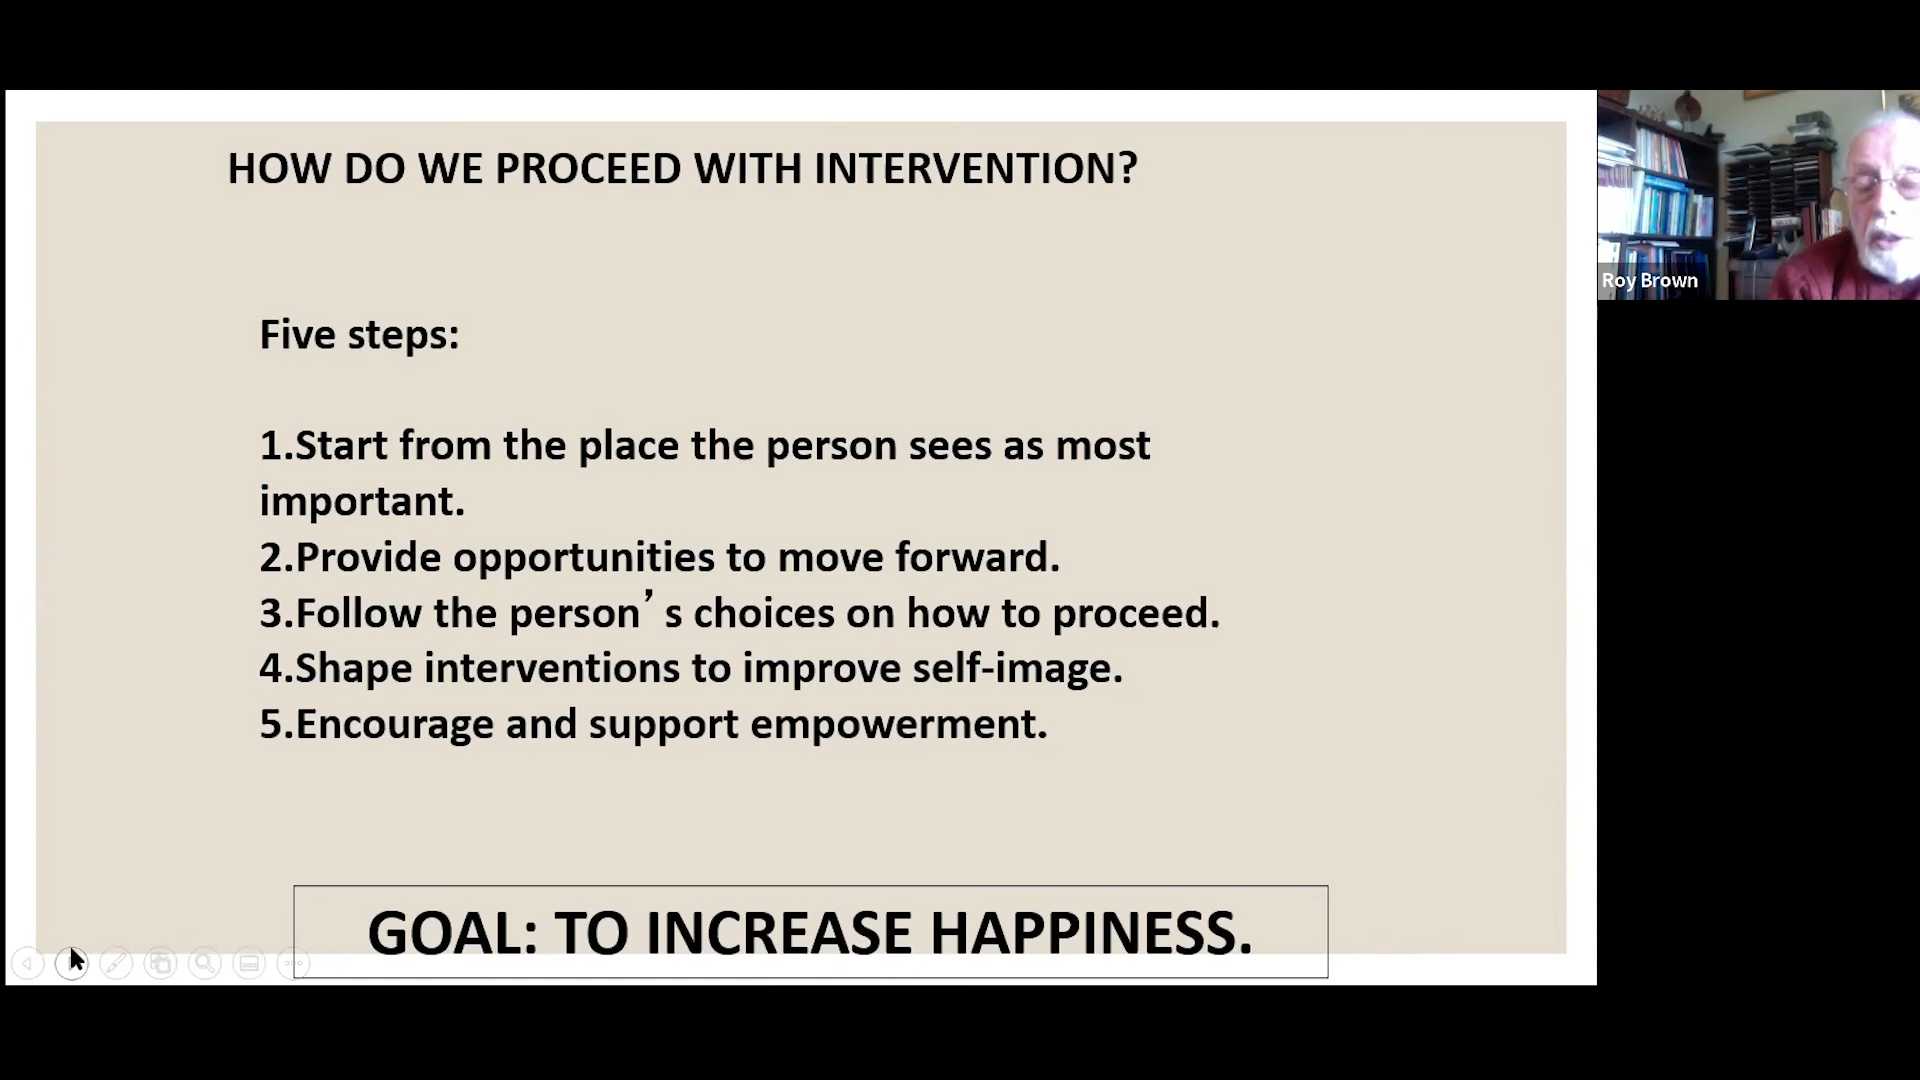 HOW DO WE PROCEED WITH INTERVENTION?
Five steps:
1.Start from the place the person sees as most
important.
2.Provide opportunities to move forward.
3.Follow the person’s choices on how to proceed.
4.Shape interventions to improve self-image.
5.Encourage and support empowerment.
GOAL: TO INCREASE HAPPINESS.
Roy Brown